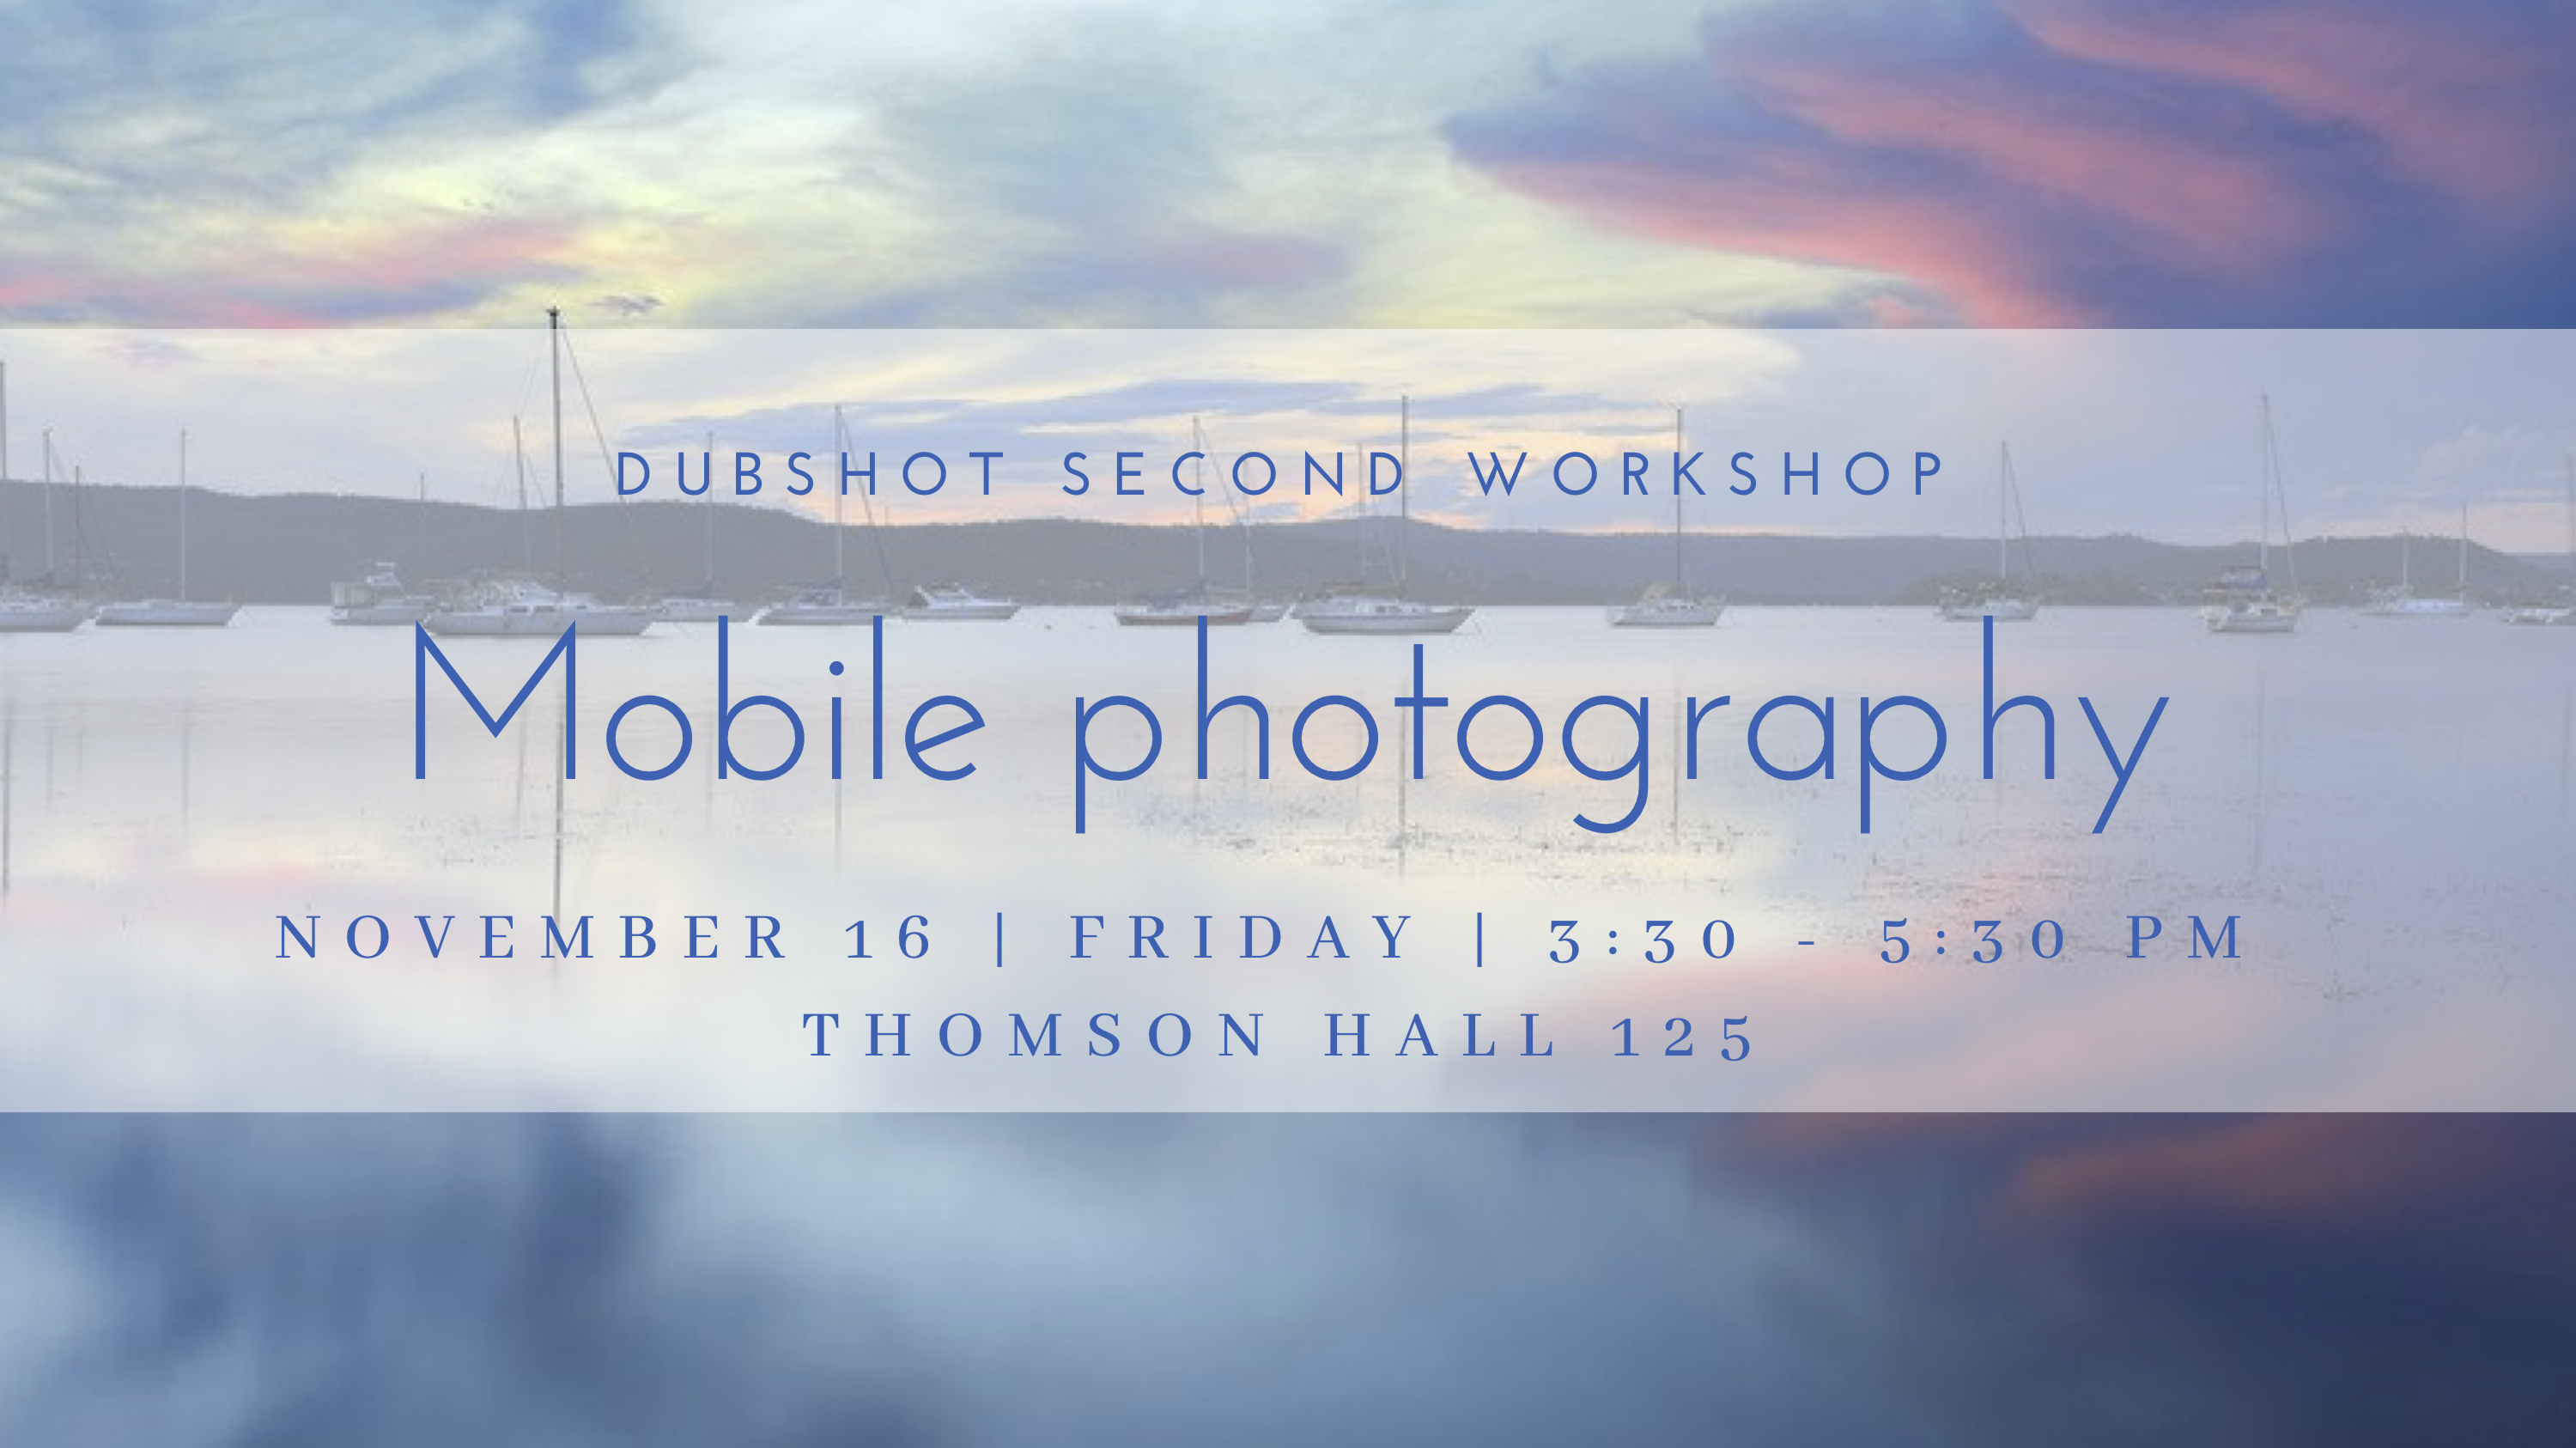 DUBSHOT SECOND WORKSHOP
Mobile photography
NOVEMBER 16 | FRIDAY | 3:30 - 5:30 PM
THOMSON HALL 125